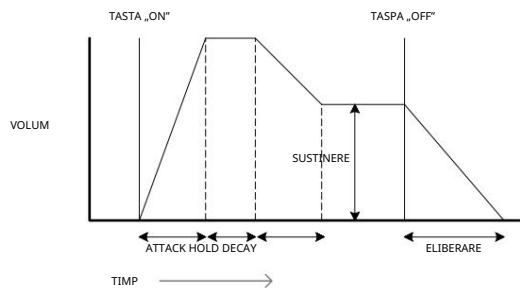 TASTA „ON”
TASPA „OFF”
VOLUM
SUSTINERE
ATTACK HOLD DECAY
ELIBERARE
TIMP